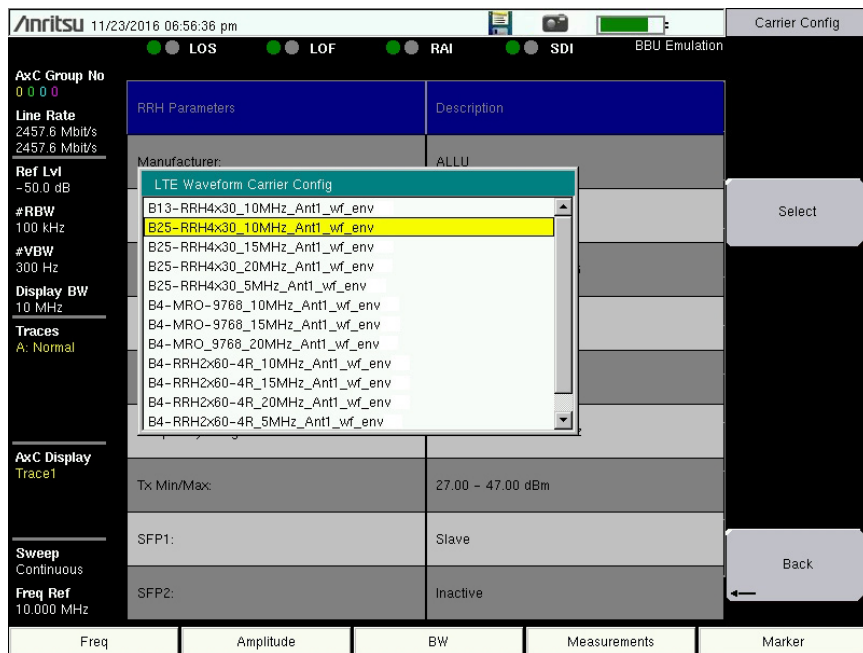 Anritsu 11/23/2016 06:56:36 pm
Carrier Config
LOS LOF RAI SDI BBU Emulation
AxC Group No
0 0 0 0
Line Rate
2457.6 Mbit/s
2457.6 Mbit/s
Ref Lvl
-50.0 dB
#RBW
100 kHz
#VBW
300 Hz
Display BW
10 MHz
Traces
A: Normal
AxC Display
Trace1
Sweep
Continuous
Freq Ref
10.000 MHz
RRH Parameters Description
Manufacturer: ALLU
LTE Waveform Carrier Config
B13-RRH4x30_10MHz_Ant1_wf_env
B25-RRH4x30_10MHz_Ant1_wf_env
B25-RRH4x30_15MHz_Ant1_wf_env
B25-RRH4x30_20MHz_Ant1_wf_env
B25-RRH4x30_5MHz_Ant1_wf_env
B4-MRO-9768_10MHz_Ant1_wf_env
B4-MRO-9768_15MHz_Ant1_wf_env
B4-MRO_9768_20MHz_Ant1_wf_env
B4-RRH2x60-4R_10MHz_Ant1_wf_env
B4-RRH2x60-4R_15MHz_Ant1_wf_env
B4-RRH2x60-4R_20MHz_Ant1_wf_env
B4-RRH2x60-4R_5MHz_Ant1_wf_env
Tx Min/Max: 27.00 - 47.00 dBm
SFP1: Slave
SFP2: Inactive
Select
Back
Freq Amplitude BW Measurements Marker